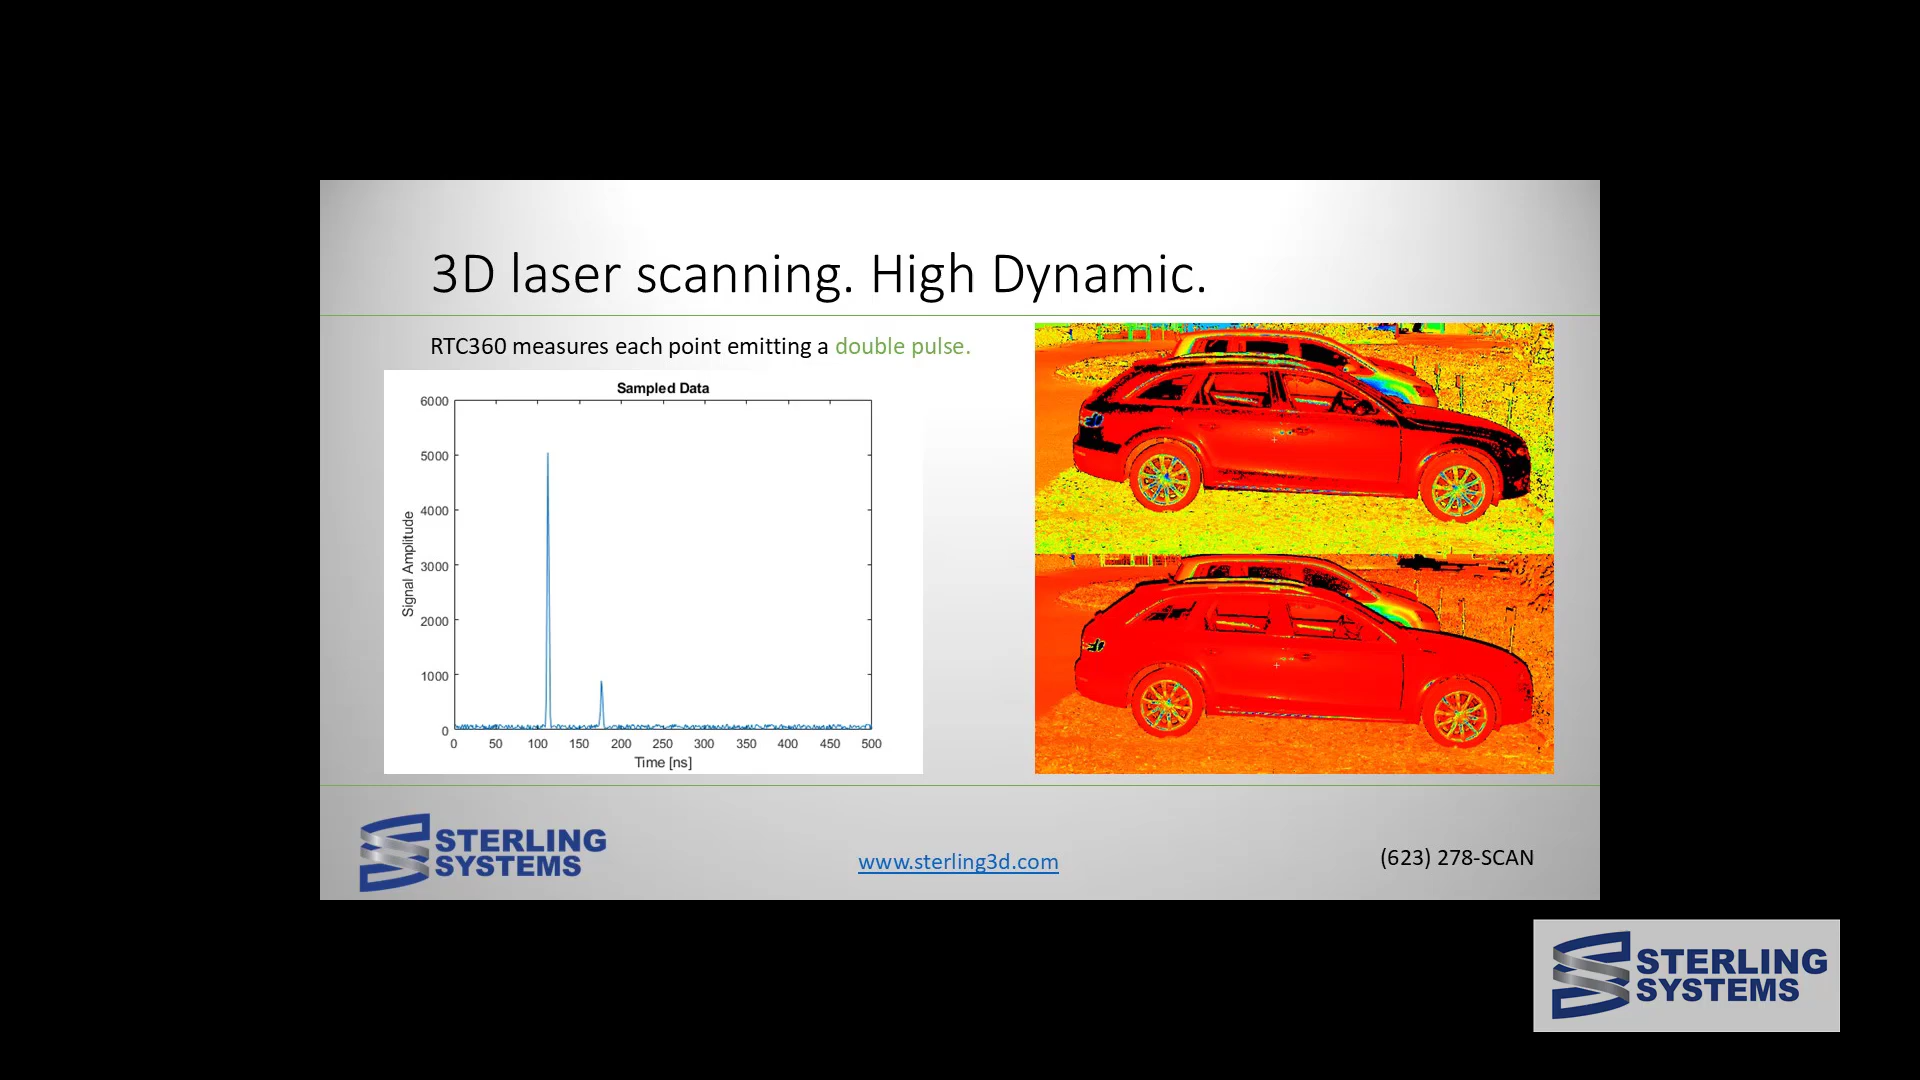 3D laser scanning. High Dynamic.
RTC360 measures each point emitting a double pulse.
Sampled Data
6000
5000
4000
3000
2000
1000
0
Signal Amplitude
0 50 100 150 200 250 300 350 400 450 500
Time [ns]
STERLING
SYSTEMS
www.sterling3d.com
(623) 278-SCAN
STERLING
SYSTEMS